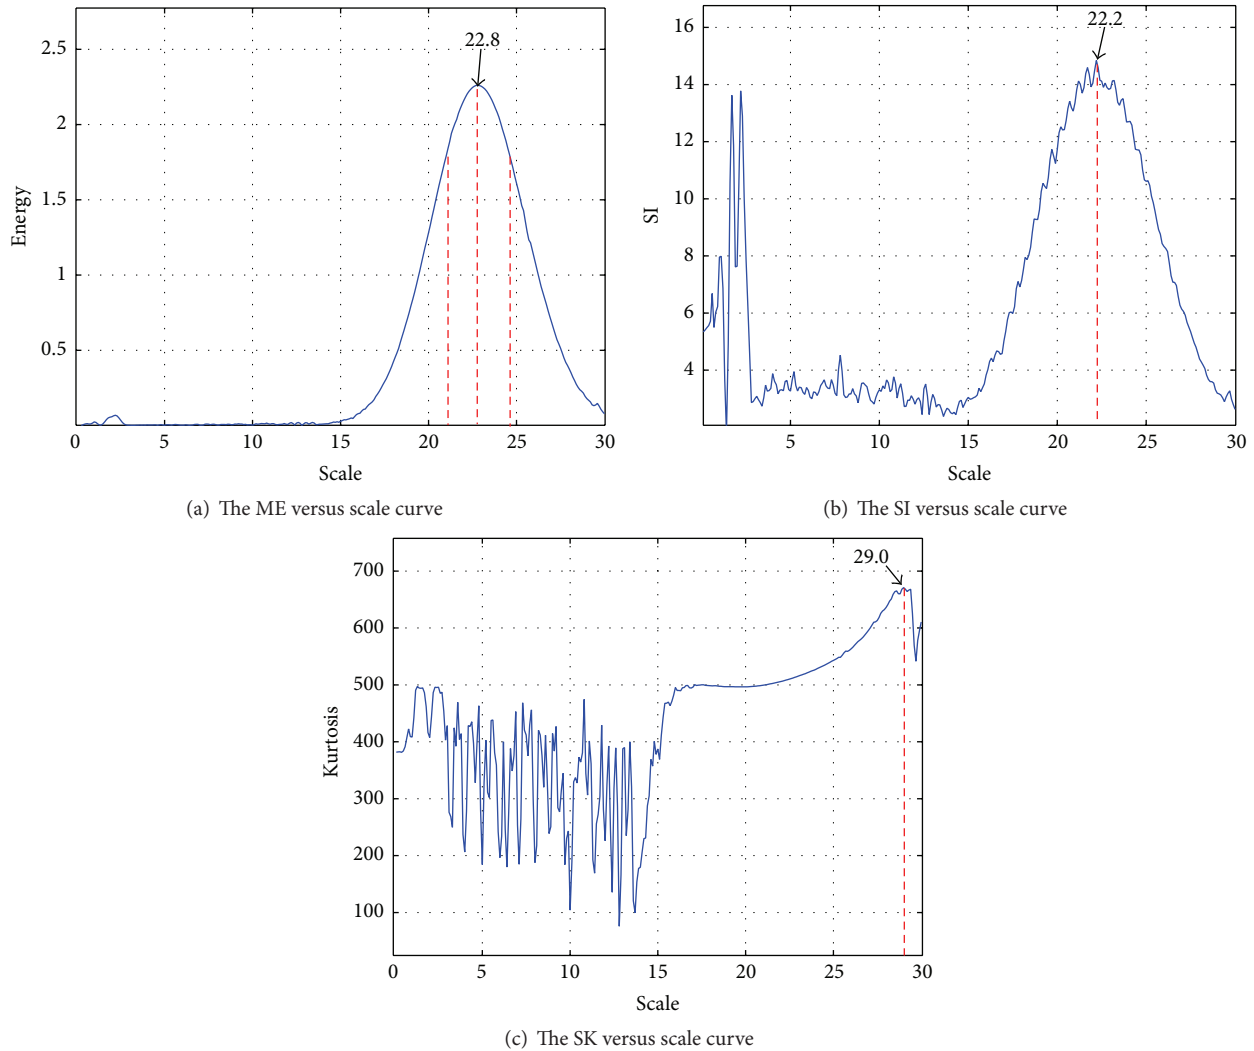 22.8
2.5
2
1.5
1
0.5
Energy
0 5 10 15 20 25 30
Scale
(a) The ME versus scale curve
22.2
16
14
12
10
8
6
4
SI
5 10 15 20 25 30
Scale
(b) The SI versus scale curve
29.0
700
600
500
400
300
200
100
Kurtosis
0 5 10 15 20 25 30
Scale
(c) The SK versus scale curve